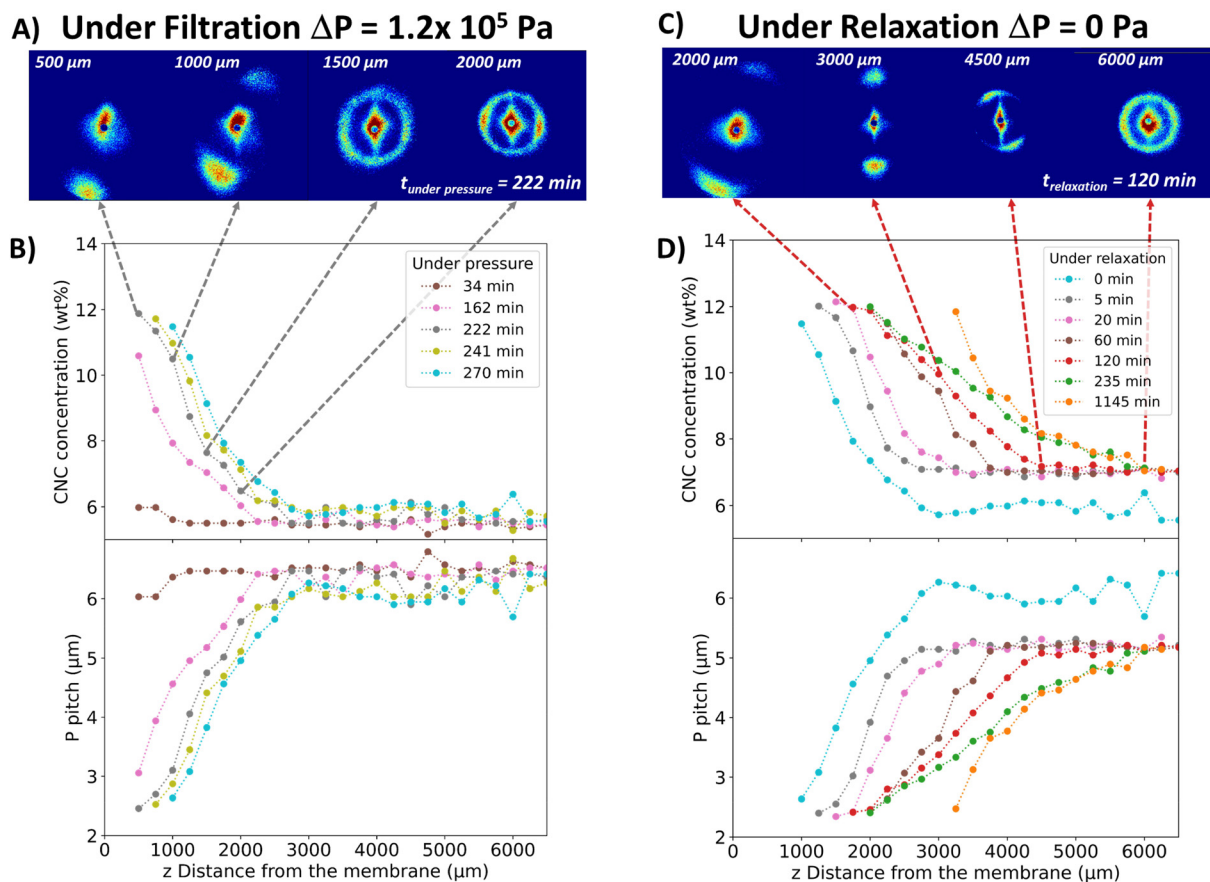 A) Under Filtration ΔP = 1.2x 10⁵ Pa
500 μm 1000 μm 1500 μm 2000 μm
t under pressure = 222 min
B)
CNC concentration (wt%)
14
12
10
8
6
Under pressure
34 min
162 min
222 min
241 min
270 min
P pitch (μm)
6
5
4
3
2
0 1000 2000 3000 4000 5000 6000
z Distance from the membrane (μm)
C) Under Relaxation ΔP = 0 Pa
2000 μm 3000 μm 4500 μm 6000 μm
t relaxation = 120 min
D)
CNC concentration (wt%)
14
12
10
8
6
Under relaxation
0 min
5 min
20 min
60 min
120 min
235 min
1145 min
P pitch (μm)
6
5
4
3
2
0 1000 2000 3000 4000 5000 6000
z Distance from the membrane (μm)